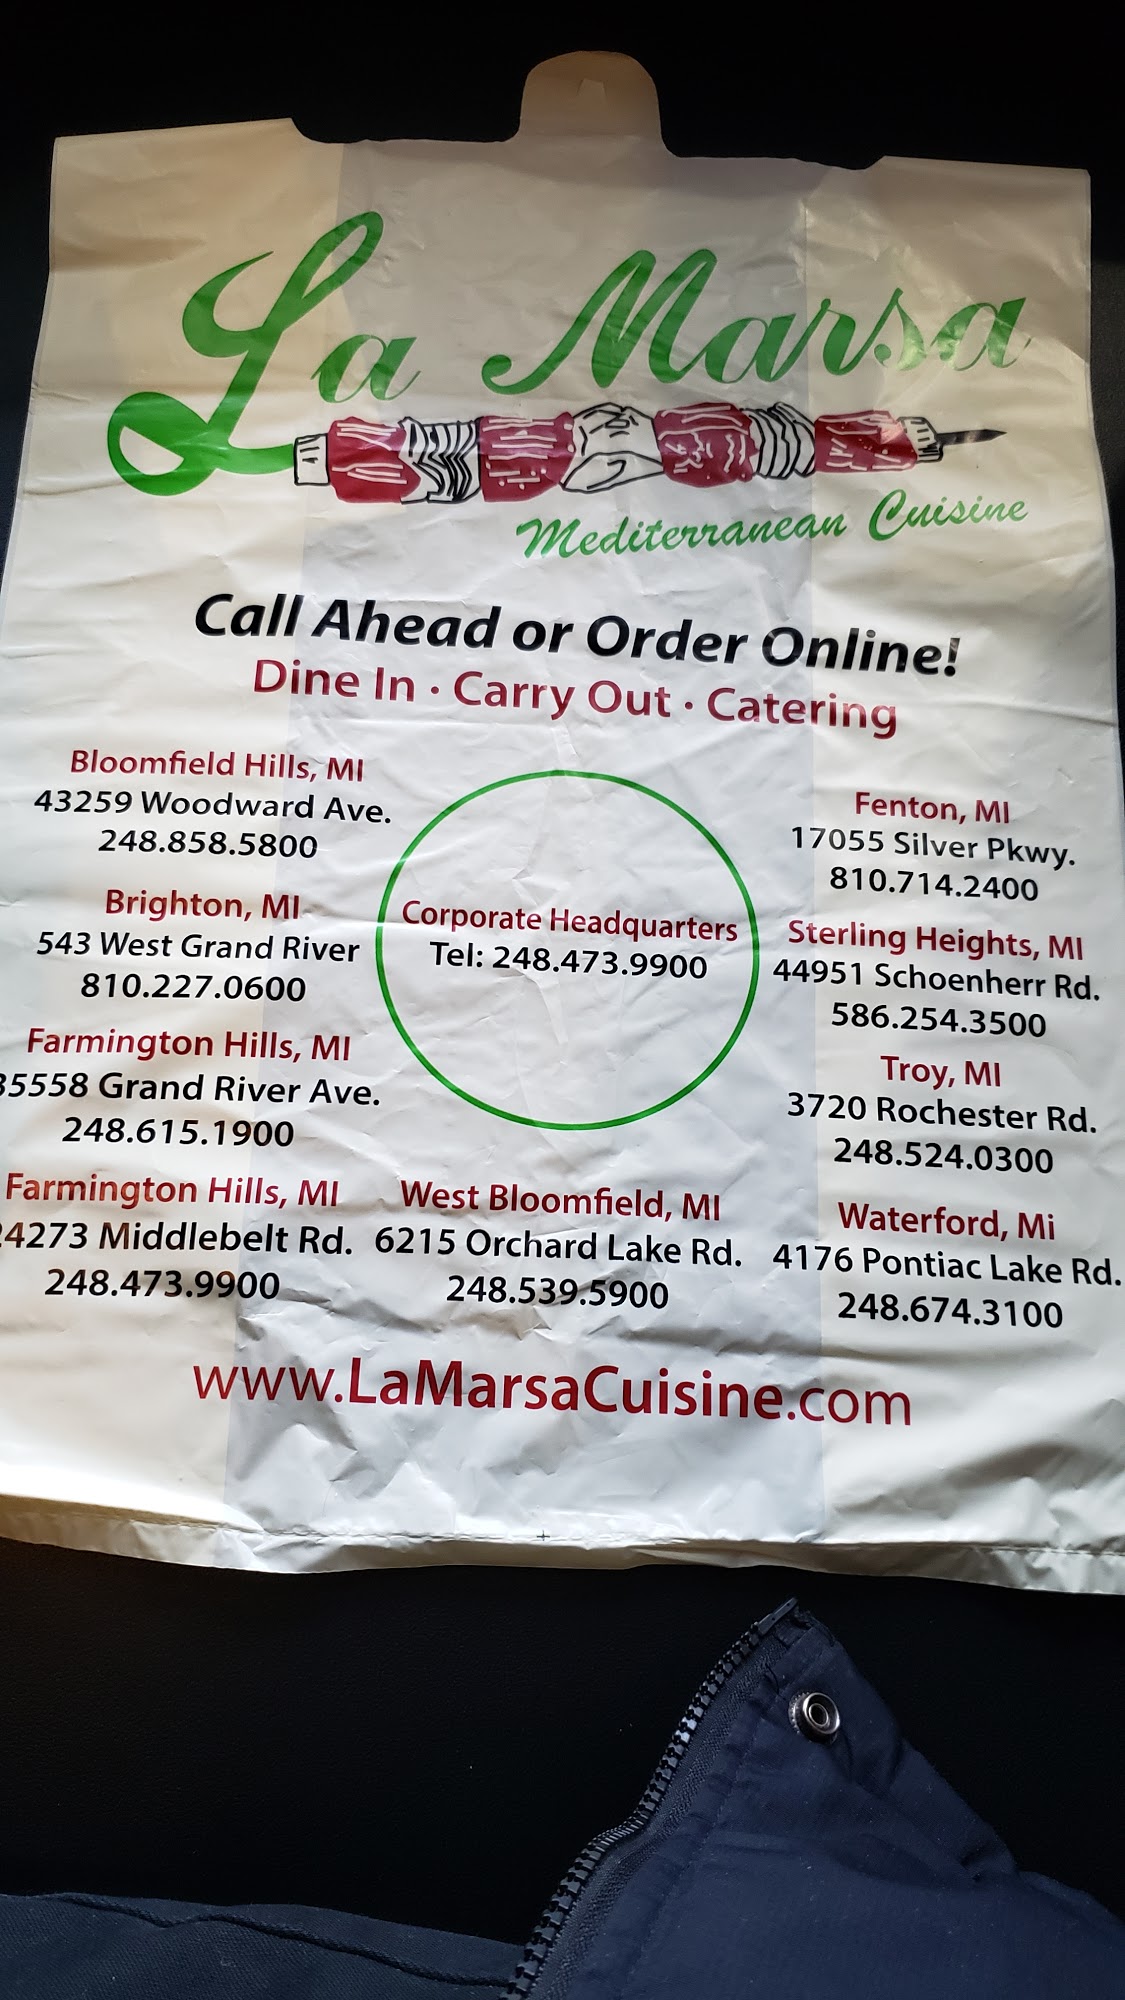 La Marsa
Mediterranean Cuisine
Call Ahead or Order Online!
Dine In · Carry Out · Catering
Bloomfield Hills, MI
43259 Woodward Ave.
248.858.5800
Brighton, MI
543 West Grand River
810.227.0600
Farmington Hills, MI
35558 Grand River Ave.
248.615.1900
Farmington Hills, MI
24273 Middlebelt Rd.
248.473.9900
Corporate Headquarters
Tel: 248.473.9900
West Bloomfield, MI
6215 Orchard Lake Rd.
248.539.5900
Fenton, MI
17055 Silver Pkwy.
810.714.2400
Sterling Heights, MI
44951 Schoenherr Rd.
586.254.3500
Troy, MI
3720 Rochester Rd.
248.524.0300
Waterford, Mi
4176 Pontiac Lake Rd.
248.674.3100
www.LaMarsaCuisine.com